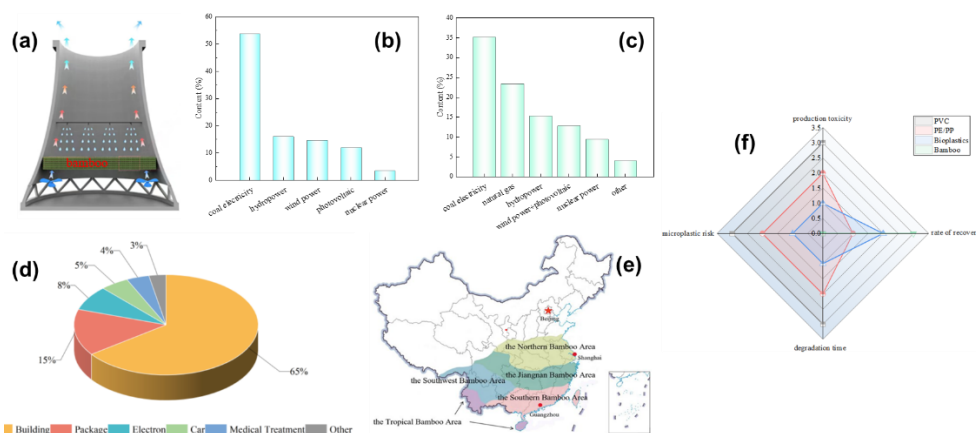 (a)
Bamboo
(b)
Content (%)
60
50
40
30
20
10
0
coal electricity
hydropower
wind power
photovoltaic
nuclear power
(c)
Content (%)
40
35
30
25
20
15
10
5
0
coal electricity
natural gas
hydropower
wind power+photovoltaic
nuclear power
other
(d)
3%
4%
5%
8%
15%
65%
Building
Package
Electron
Car
Medical Treatment
Other
(e)
Beijing
the Northern Bamboo Area
Shanghai
the Southwest Bamboo Area
the Jiangnan Bamboo Area
the Southern Bamboo Area
Guangzhou
the Tropical Bamboo Area
(f)
production toxicity
PVC
PE/PP
Bioplastics
Bamboo
3.5
3.0
2.5
2.0
1.5
1.0
0.5
0.0
microplastic risk
rate of recover
degradation time